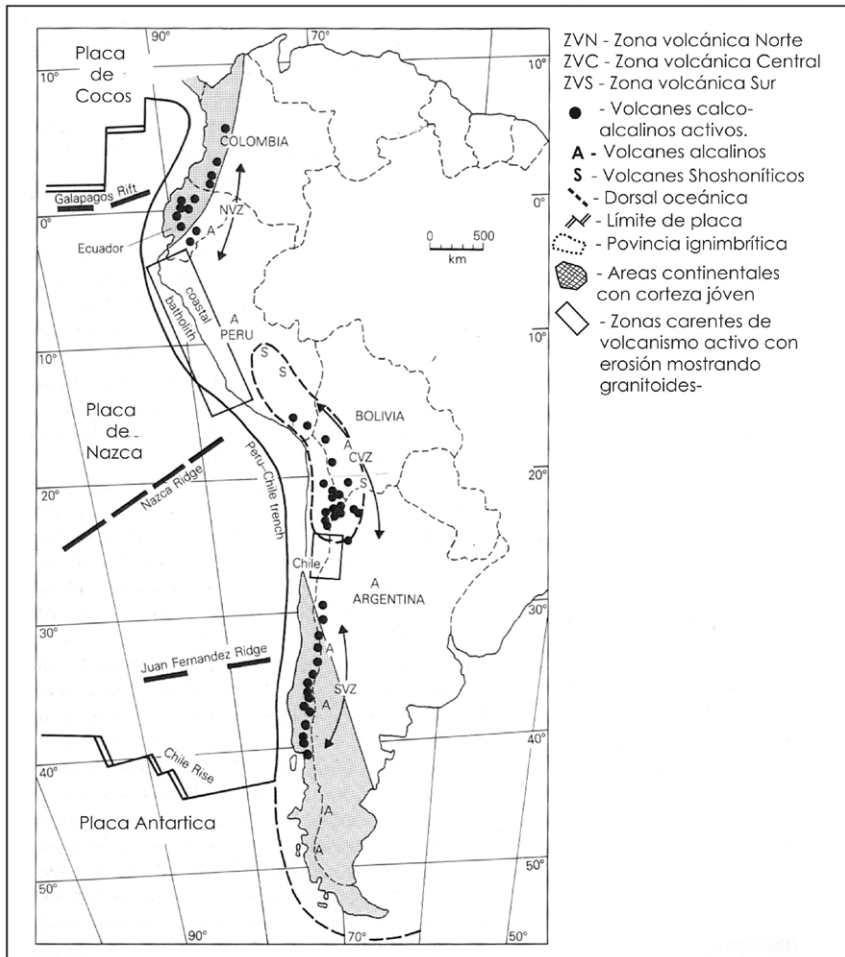 Placa
de
Cocos
90°
70°
10°
10°
COLOMBIA
Galapagos Rift
0°
0°
NVZ
Ecuador
A
0
500
km
coastal
batholith
A
PERU
10°
10°
S
S
Placa
de
Nazca
BOLIVIA
A
CVZ
S
Nazca Ridge
Peru-Chile trench
20°
20°
Chile
A
ARGENTINA
30°
30°
Juan Fernandez Ridge
A
SVZ
A
Chile Rise
40°
40°
Placa Antartica
A
A
50°
50°
90°
70°
50°
ZVN - Zona volcánica Norte
ZVC - Zona volcánica Central
ZVS - Zona volcánica Sur
- Volcanes calco-
alcalinos activos.
A - Volcanes alcalinos
S - Volcanes Shoshoníticos
- Dorsal oceánica
- Límite de placa
- Povincia ignimbrítica
- Areas continentales
con corteza jóven
- Zonas carentes de
volcanismo activo con
erosión mostrando
granitoides-